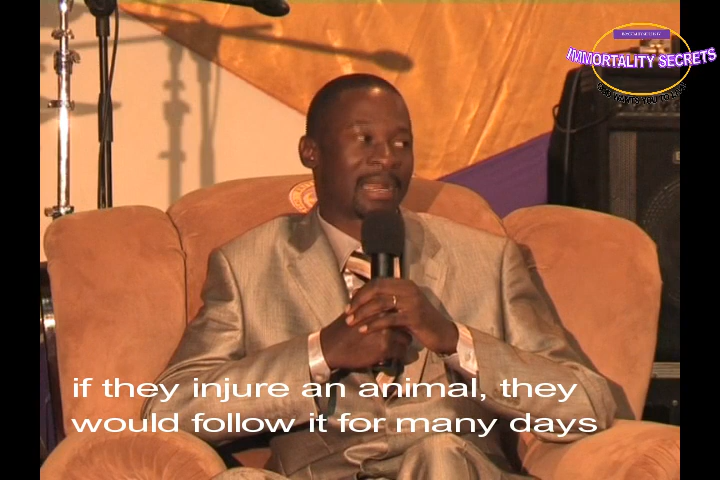 IMMORTALITY SECRETS
if they injure an animal, they
would follow it for many days